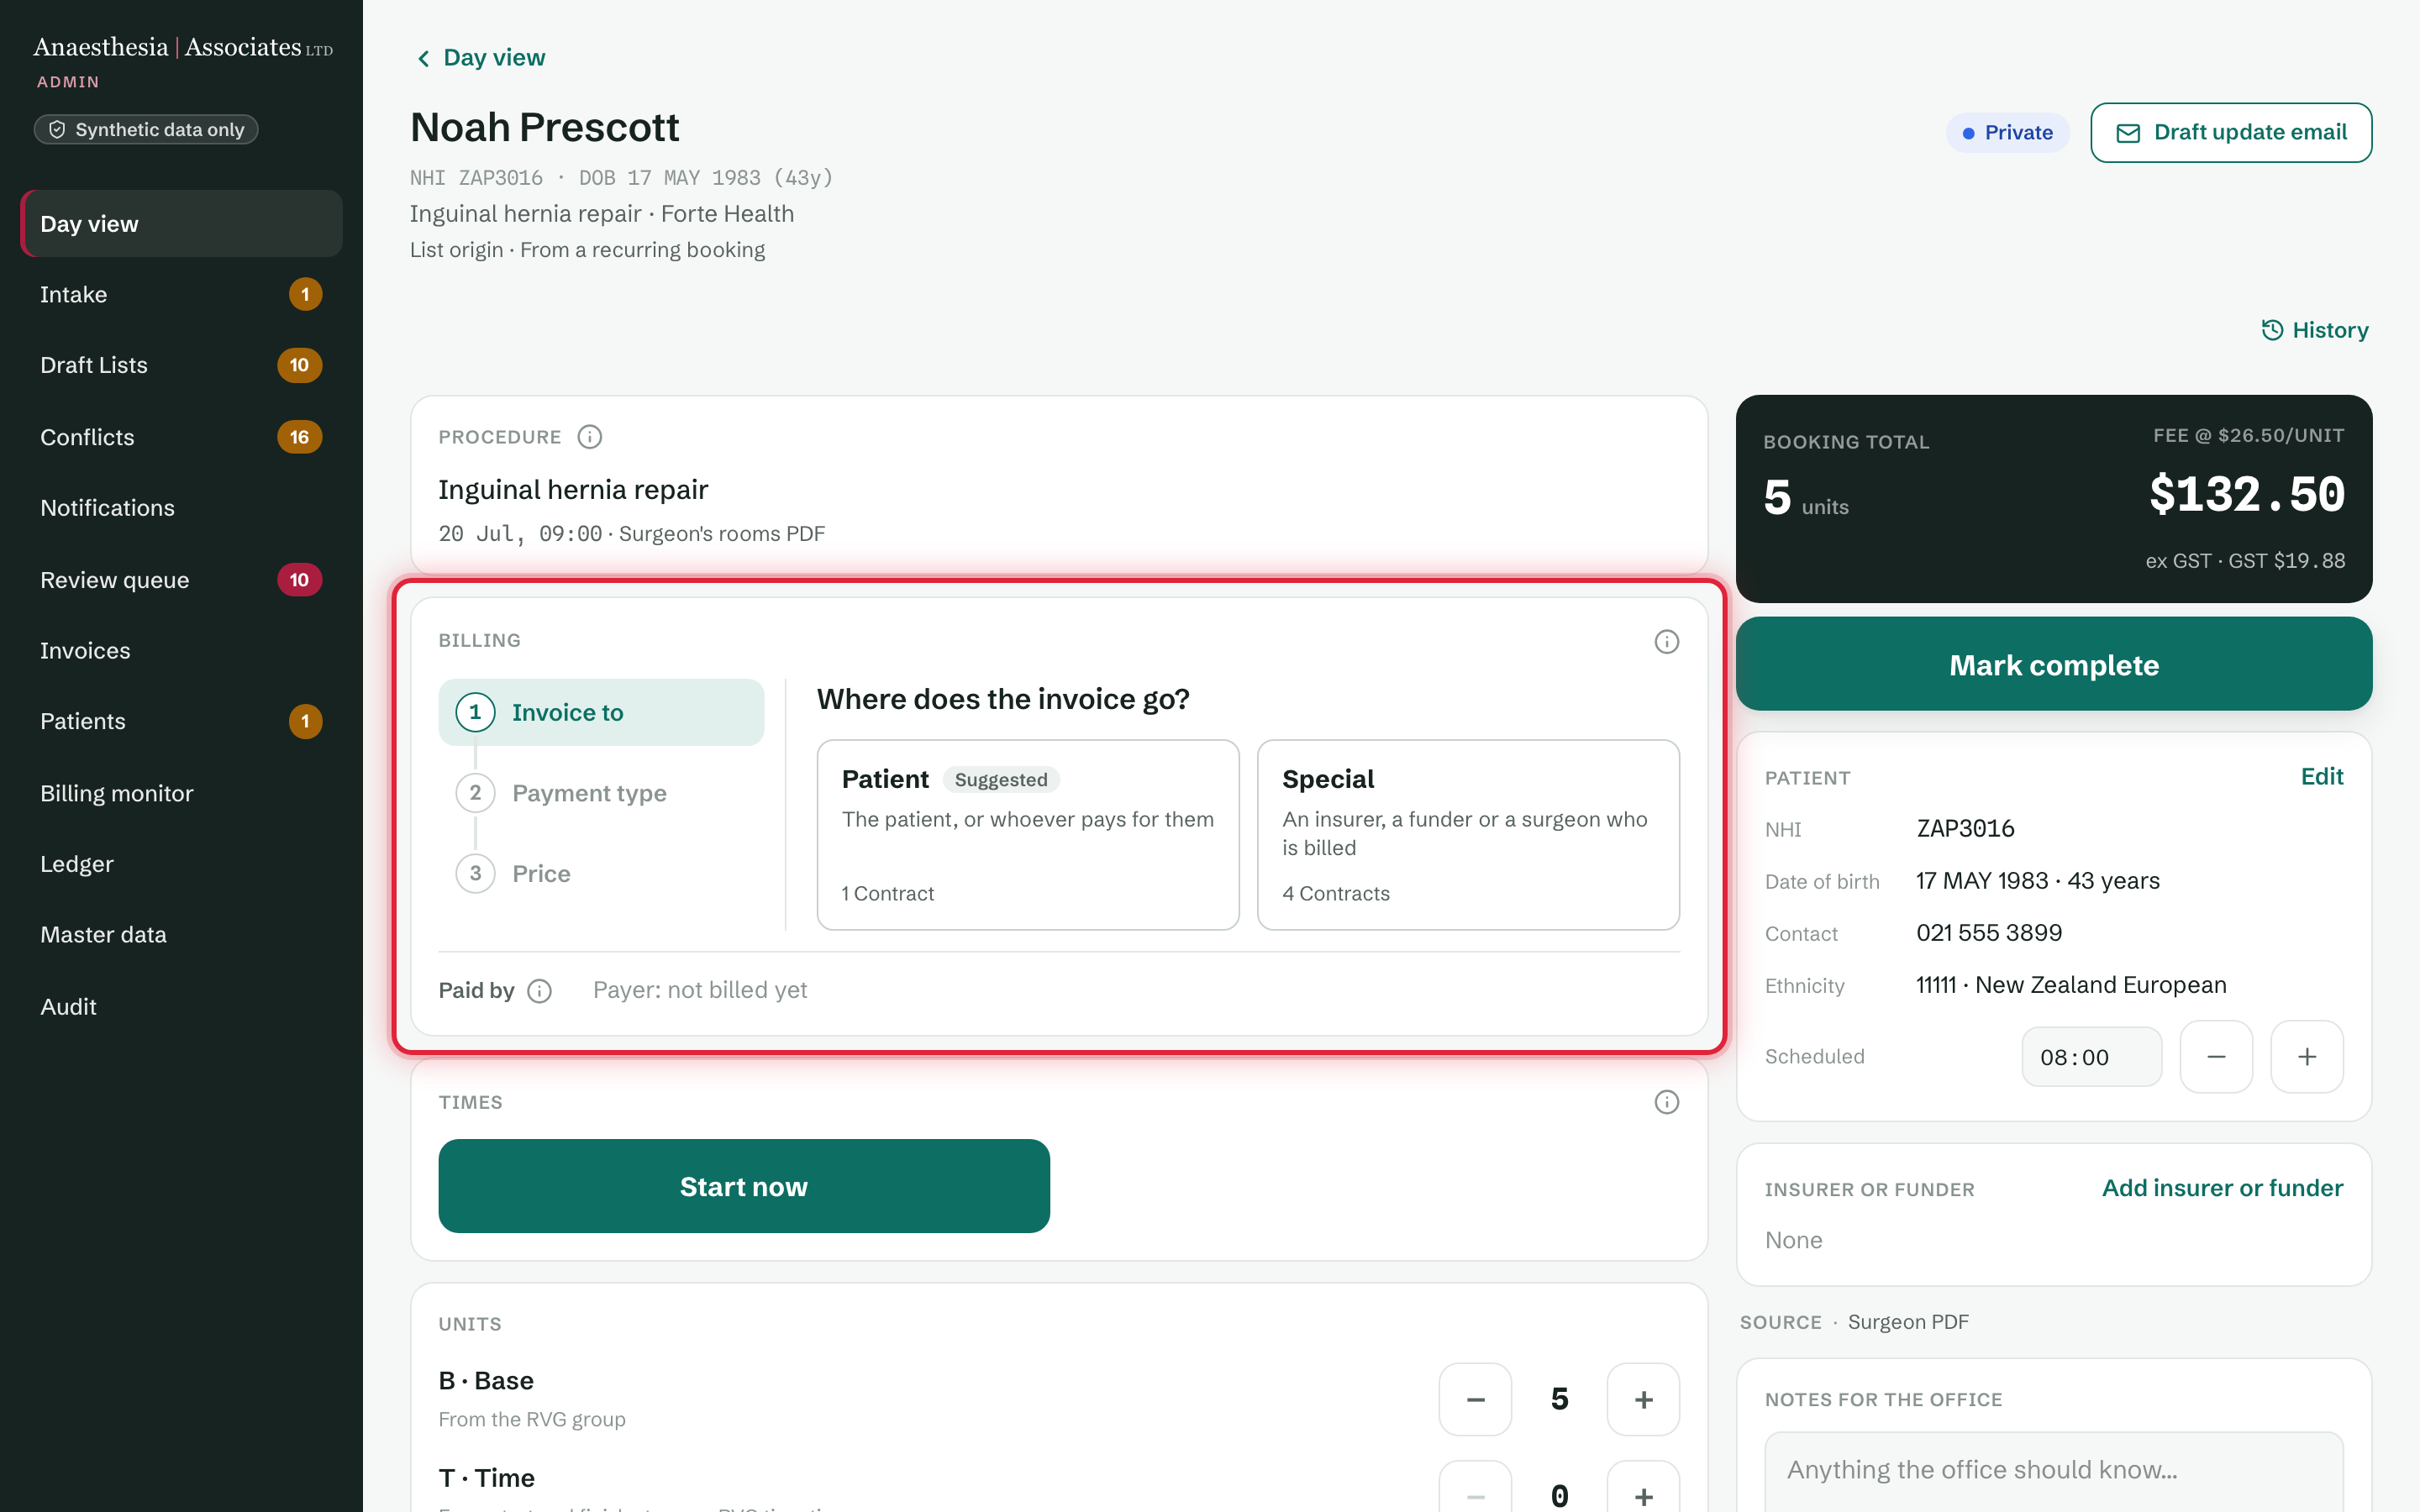 Anaesthesia | Associates LTD
ADMIN
Synthetic data only
Day view
Intake 1
Draft Lists 10
Conflicts 16
Notifications
Review queue 10
Invoices
Patients 1
Billing monitor
Ledger
Master data
Audit
Day view
Noah Prescott
NHI ZAP3016 · DOB 17 MAY 1983 (43y)
Inguinal hernia repair · Forte Health
List origin · From a recurring booking
Private
Draft update email
History
PROCEDURE
Inguinal hernia repair
20 Jul, 09:00 · Surgeon's rooms PDF
BILLING
1 Invoice to
2 Payment type
3 Price
Where does the invoice go?
Patient Suggested
The patient, or whoever pays for them
1 Contract
Special
An insurer, a funder or a surgeon who
is billed
4 Contracts
Paid by
Payer: not billed yet
TIMES
Start now
UNITS
B · Base
From the RVG group
− 5 +
T · Time
− 0 +
BOOKING TOTAL
5 units
FEE @ $26.50/UNIT
$132.50
ex GST · GST $19.88
Mark complete
PATIENT Edit
NHI ZAP3016
Date of birth 17 MAY 1983 · 43 years
Contact 021 555 3899
Ethnicity 11111 · New Zealand European
Scheduled 08:00 − +
INSURER OR FUNDER Add insurer or funder
None
SOURCE · Surgeon PDF
NOTES FOR THE OFFICE
Anything the office should know...